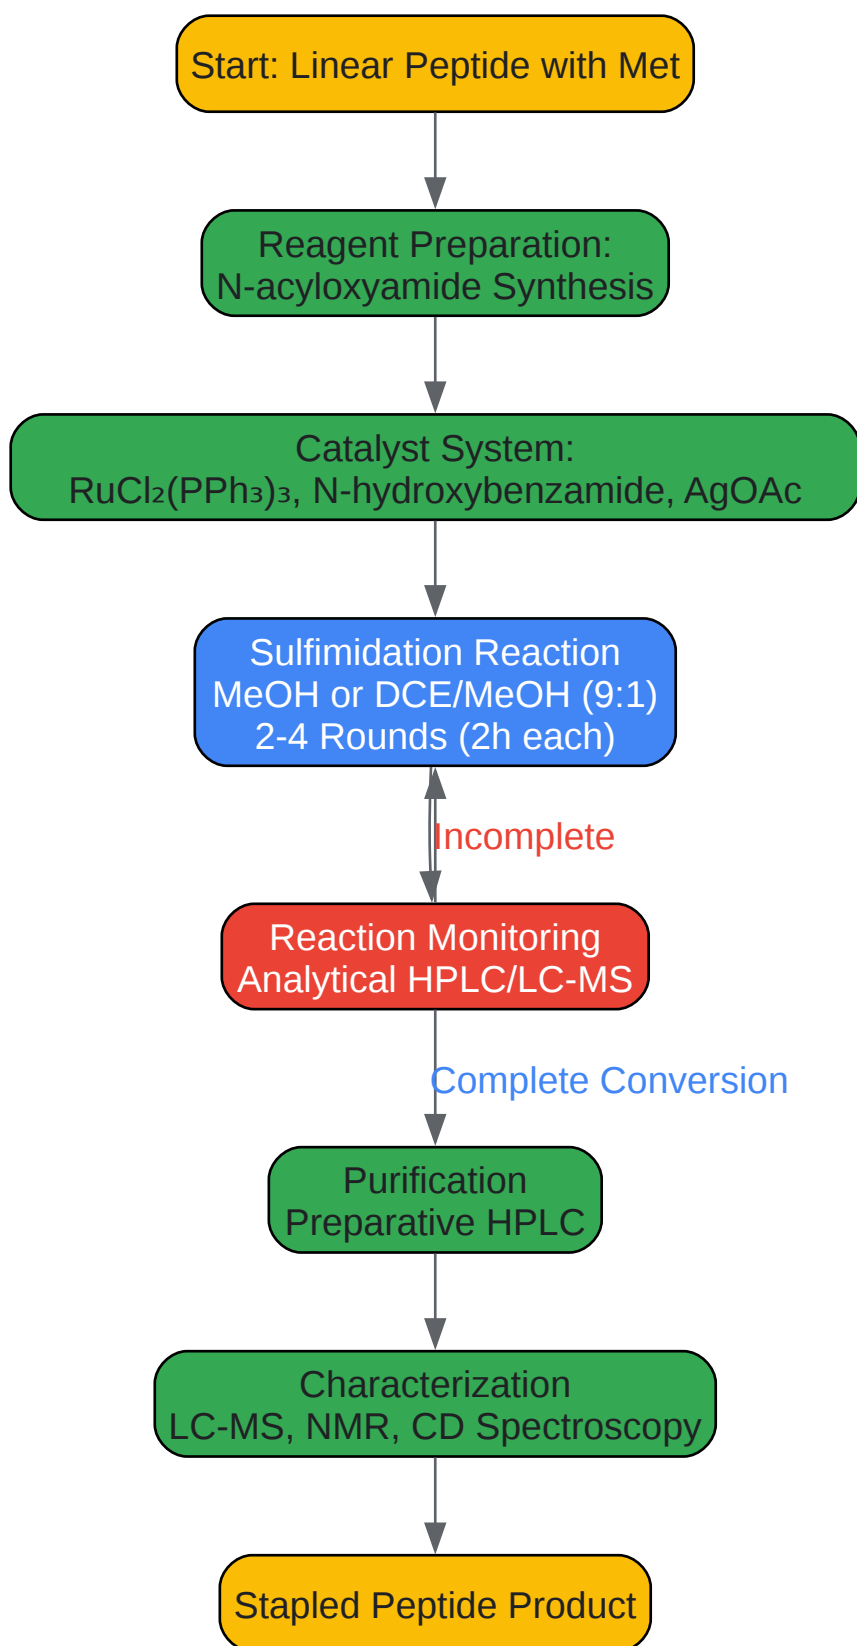 Start: Linear Peptide with Met
Reagent Preparation:
N-acyloxyamide Synthesis
Catalyst System:
RuCl₂(PPh₃)₃, N-hydroxybenzamide, AgOAc
Sulfimidation Reaction
MeOH or DCE/MeOH (9:1)
2-4 Rounds (2h each)
Incomplete
Reaction Monitoring
Analytical HPLC/LC-MS
Complete Conversion
Purification
Preparative HPLC
Characterization
LC-MS, NMR, CD Spectroscopy
Stapled Peptide Product